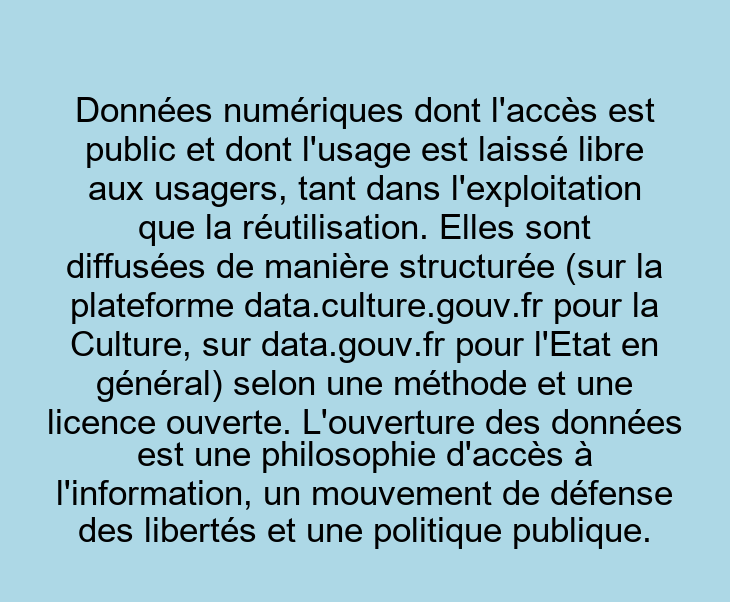 Données numériques dont l'accès est
public et dont l'usage est laissé libre
aux usagers, tant dans l'exploitation
que la réutilisation. Elles sont
diffusées de manière structurée (sur la
plateforme data.culture.gouv.fr pour la
Culture, sur data.gouv.fr pour l'Etat en
général) selon une méthode et une
licence ouverte. L'ouverture des données
est une philosophie d'accès à
l'information, un mouvement de défense
des libertés et une politique publique.